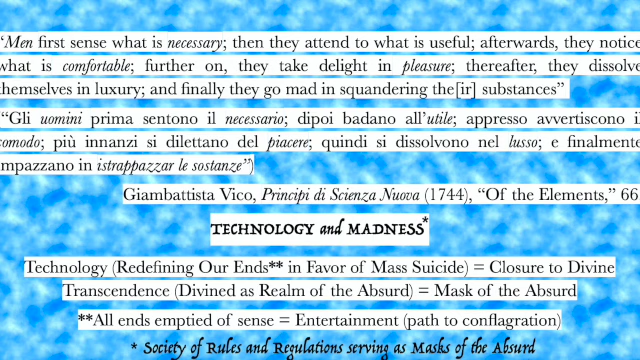 “Men first sense what is necessary; then they attend to what is useful; afterwards, they notice
what is comfortable; further on, they take delight in pleasure; thereafter, they dissolve
themselves in luxury; and finally they go mad in squandering the[ir] substances”
“Gli uomini prima sentono il necessario; dipoi badano all’utile; appresso avvertiscono il
comodo; più innanzi si dilettano del piacere; quindi si dissolvono nel lusso; e finalmente
impazzano in istrappazzar le sostanze”)
Giambattista Vico, Principi di Scienza Nuova (1744), “Of the Elements,” 66
TECHNOLOGY and MADNESS*
Technology (Redefining Our Ends** in Favor of Mass Suicide) = Closure to Divine
Transcendence (Divined as Realm of the Absurd) = Mask of the Absurd
**All ends emptied of sense = Entertainment (path to conflagration)
* Society of Rules and Regulations serving as Masks of the Absurd